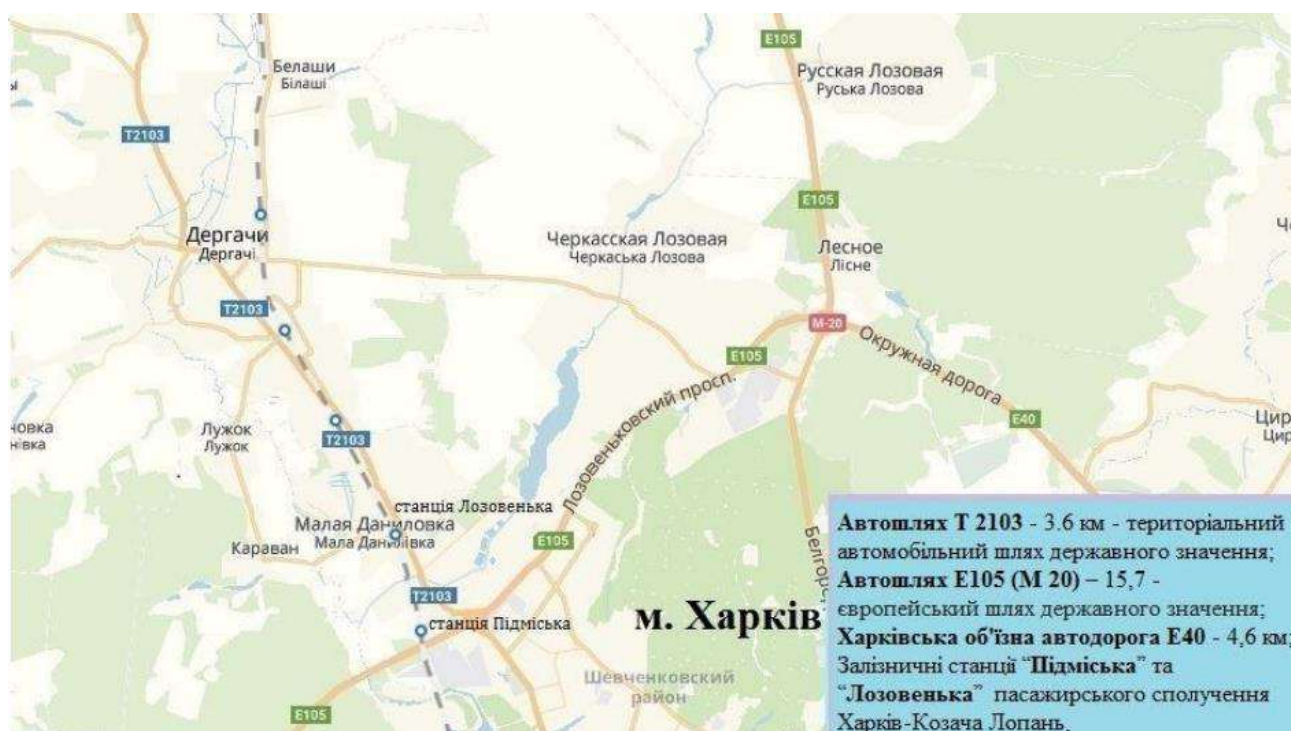 E105
Белаши
Білаші
Русская Лозовая
Руська Лозова
T2103
E105
Дергачи
Дергачі
Черкасская Лозовая
Черкаська Лозова
Лесное
Лісне
T2103
М-20
E105
Окружная дорога
Лозовеньковский просп.
E40
Лужок
Лужок
T2103
станція Лозовенька
Малая Даниловка
Мала Данилівка
Караван
E105
T2103
станція Підміська
м. Харків
Шевченковский
район
E105
Автошлях Т 2103 - 3.6 км - територіальний
автомобільний шлях державного значення;
Автошлях Е105 (М 20) – 15,7 -
європейський шлях державного значення;
Харківська об'їзна автодорога Е40 - 4,6 км;
Залізничні станції “Підміська” та
“Лозовенька” пасажирського сполучення
Харків-Козача Лопань.